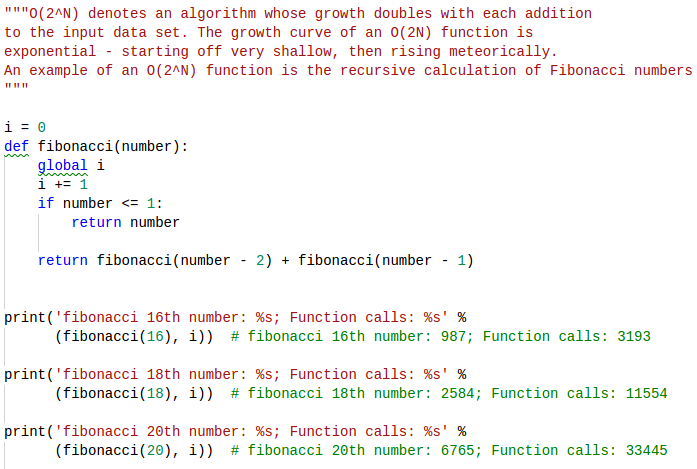 """O(2^N) denotes an algorithm whose growth doubles with each addition
to the input data set. The growth curve of an O(2N) function is
exponential - starting off very shallow, then rising meteorically.
An example of an O(2^N) function is the recursive calculation of Fibonacci numbers
"""
i = 0
def fibonacci(number):
    global i
    i += 1
    if number <= 1:
        return number
    return fibonacci(number - 2) + fibonacci(number - 1)
print('fibonacci 16th number: %s; Function calls: %s' %
      (fibonacci(16), i))  # fibonacci 16th number: 987; Function calls: 3193
print('fibonacci 18th number: %s; Function calls: %s' %
      (fibonacci(18), i))  # fibonacci 18th number: 2584; Function calls: 11554
print('fibonacci 20th number: %s; Function calls: %s' %
      (fibonacci(20), i))  # fibonacci 20th number: 6765; Function calls: 33445